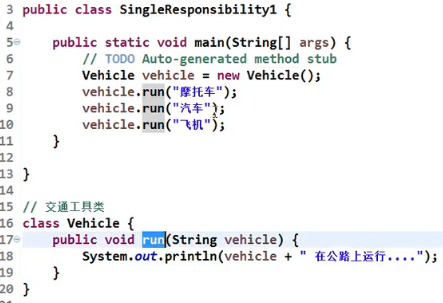 3 public class SingleResponsibility1 {
4
5 public static void main(String[] args) {
6 // TODO Auto-generated method stub
7 Vehicle vehicle = new Vehicle();
8 vehicle.run("摩托车");
9 vehicle.run("汽车");
10 vehicle.run("飞机");
11 }
12
13 }
14
15 // 交通工具类
16 class Vehicle {
17 public void run(String vehicle) {
18 System.out.println(vehicle + " 在公路上运行....");
19 }
20 }